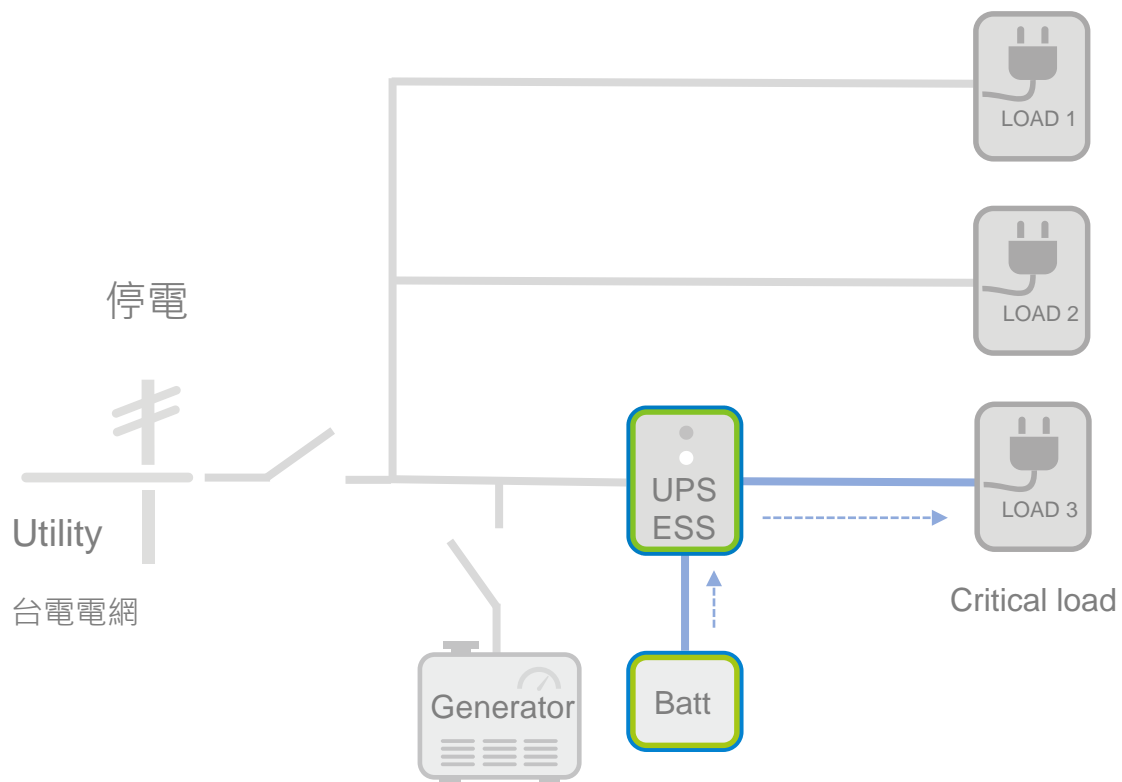 LOAD 1
LOAD 2
停電
UPS
ESS
LOAD 3
Utility
台電電網
Critical load
Generator
Batt